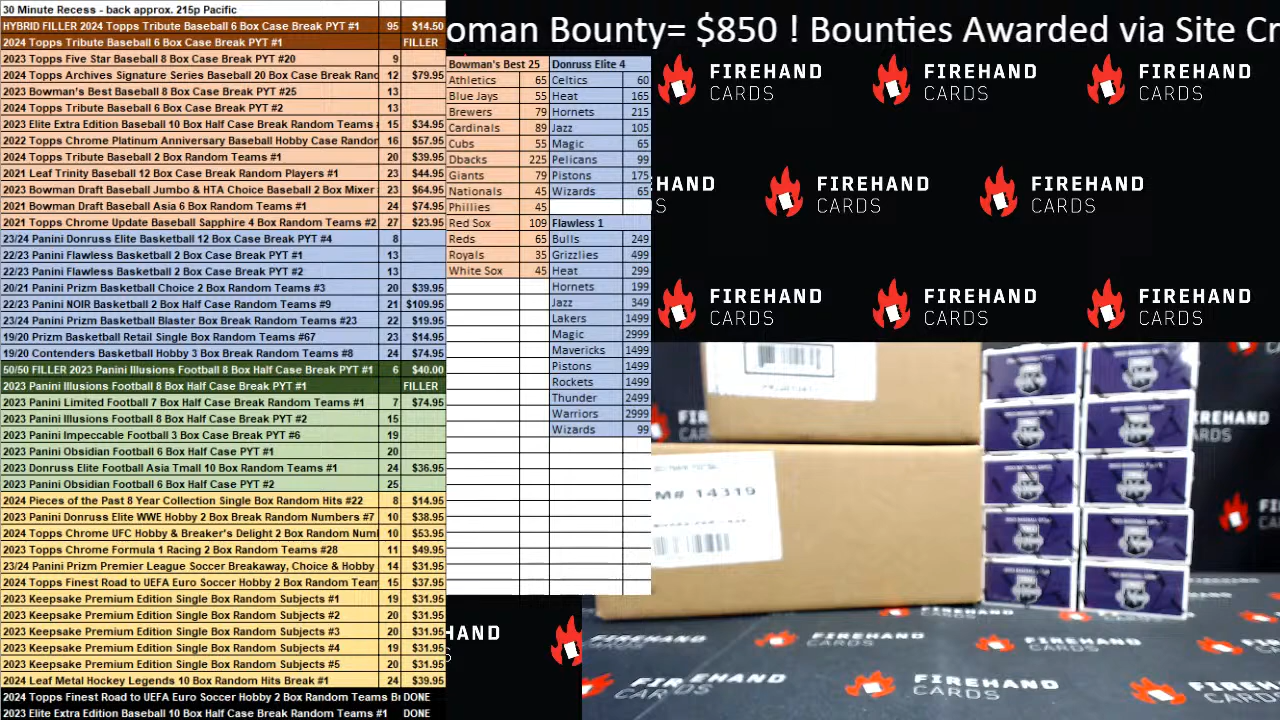 30 Minute Recess - back approx. 215p Pacific
HYBRID FILLER 2024 Topps Tribute Baseball 6 Box Case Break PYT #1 95 $14.50
2024 Topps Tribute Baseball 6 Box Case Break PYT #1 FILLER
2023 Topps Five Star Baseball 8 Box Case Break PYT #20 9
2024 Topps Archives Signature Series Baseball 20 Box Case Break Ranc 12 $79.95
2023 Bowman's Best Baseball 8 Box Case Break PYT #25 13
2024 Topps Tribute Baseball 6 Box Case Break PYT #2 13
2023 Elite Extra Edition Baseball 10 Box Half Case Break Random Teams # 15 $34.95
2022 Topps Chrome Platinum Anniversary Baseball Hobby Case Random 16 $57.95
2024 Topps Tribute Baseball 2 Box Random Teams #1 20 $39.95
2021 Leaf Trinity Baseball 12 Box Case Break Random Players #1 23 $44.95
2023 Bowman Draft Baseball Jumbo & HTA Choice Baseball 2 Box Mixer 23 $64.95
2021 Bowman Draft Baseball Asia 6 Box Random Teams #1 24 $74.95
2021 Topps Chrome Update Baseball Sapphire 4 Box Random Teams #2 27 $23.95
23/24 Panini Donruss Elite Basketball 12 Box Case Break PYT #4 8
22/23 Panini Flawless Basketball 2 Box Case Break PYT #1 13
22/23 Panini Flawless Basketball 2 Box Case Break PYT #2 13
20/21 Panini Prizm Basketball Choice 2 Box Random Teams #3 20 $39.95
22/23 Panini NOIR Basketball 2 Box Half Case Random Teams #9 21 $109.95
23/24 Panini Prizm Basketball Blaster Box Break Random Teams #23 22 $19.95
19/20 Prizm Basketball Retail Single Box Random Teams #67 23 $14.95
19/20 Contenders Basketball Hobby 3 Box Break Random Teams #8 24 $74.95
50/50 FILLER 2023 Panini Illusions Football 8 Box Half Case Break PYT #1 6 $40.00
2023 Panini Illusions Football 8 Box Half Case Break PYT #1 FILLER
2023 Panini Limited Football 7 Box Half Case Break Random Teams #1 7 $74.95
2023 Panini Illusions Football 8 Box Half Case Break PYT #2 15
2023 Panini Impeccable Football 3 Box Case Break PYT #6 19
2023 Panini Obsidian Football 6 Box Half Case PYT #1 20
2023 Donruss Elite Football Asia Tmall 10 Box Random Teams #1 24 $36.95
2023 Panini Obsidian Football 6 Box Half Case PYT #2 25
2024 Pieces of the Past 8 Year Collection Single Box Random Hits #22 8 $14.95
2023 Panini Donruss Elite WWE Hobby 2 Box Break Random Numbers #7 10 $38.95
2024 Topps Chrome UFC Hobby & Breaker's Delight 2 Box Random Num 10 $53.95
2023 Topps Chrome Formula 1 Racing 2 Box Random Teams #28 11 $49.95
23/24 Panini Prizm Premier League Soccer Breakaway, Choice & Hobby 14 $31.95
2024 Topps Finest Road to UEFA Euro Soccer Hobby 2 Box Random Team 15 $37.95
2023 Keepsake Premium Edition Single Box Random Subjects #1 19 $31.95
2023 Keepsake Premium Edition Single Box Random Subjects #2 20 $31.95
2023 Keepsake Premium Edition Single Box Random Subjects #3 20 $31.95
2023 Keepsake Premium Edition Single Box Random Subjects #4 19 $31.95
2023 Keepsake Premium Edition Single Box Random Subjects #5 20 $31.95
2024 Leaf Metal Hockey Legends 10 Box Random Hits Break #1 24 $39.95
2024 Topps Finest Road to UEFA Euro Soccer Hobby 2 Box Random Teams B DONE
2023 Elite Extra Edition Baseball 10 Box Half Case Break Random Teams #1 DONE
oman Bounty= $850 ! Bounties Awarded via Site Cr
Bowman's Best 25
Athletics 65
Blue Jays 55
Brewers 79
Cardinals 89
Cubs 55
Dbacks 225
Giants 79
Nationals 45
Phillies 45
Red Sox 109
Reds 65
Royals 35
White Sox 45
Donruss Elite 4
Celtics 60
Heat 165
Hornets 215
Jazz 105
Magic 65
Pelicans 99
Pistons 175
Wizards 65
Flawless 1
Bulls 249
Grizzlies 499
Heat 299
Hornets 199
Jazz 349
Lakers 1499
Magic 2999
Mavericks 1499
Pistons 1499
Rockets 1499
Thunder 2499
Warriors 2999
Wizards 99
FIREHAND CARDS
FIREHAND CARDS
FIREHAND CARDS
HAND
FIREHAND CARDS
FIREHAND CARDS
FIREHAND CARDS
FIREHAND CARDS
FIREHAND CARDS
HAND
M# 14319
FIREHAND
CARDS
FIREHAND
FIREHAND
FIREHAND
CARDS
FIREHAND
CARDS